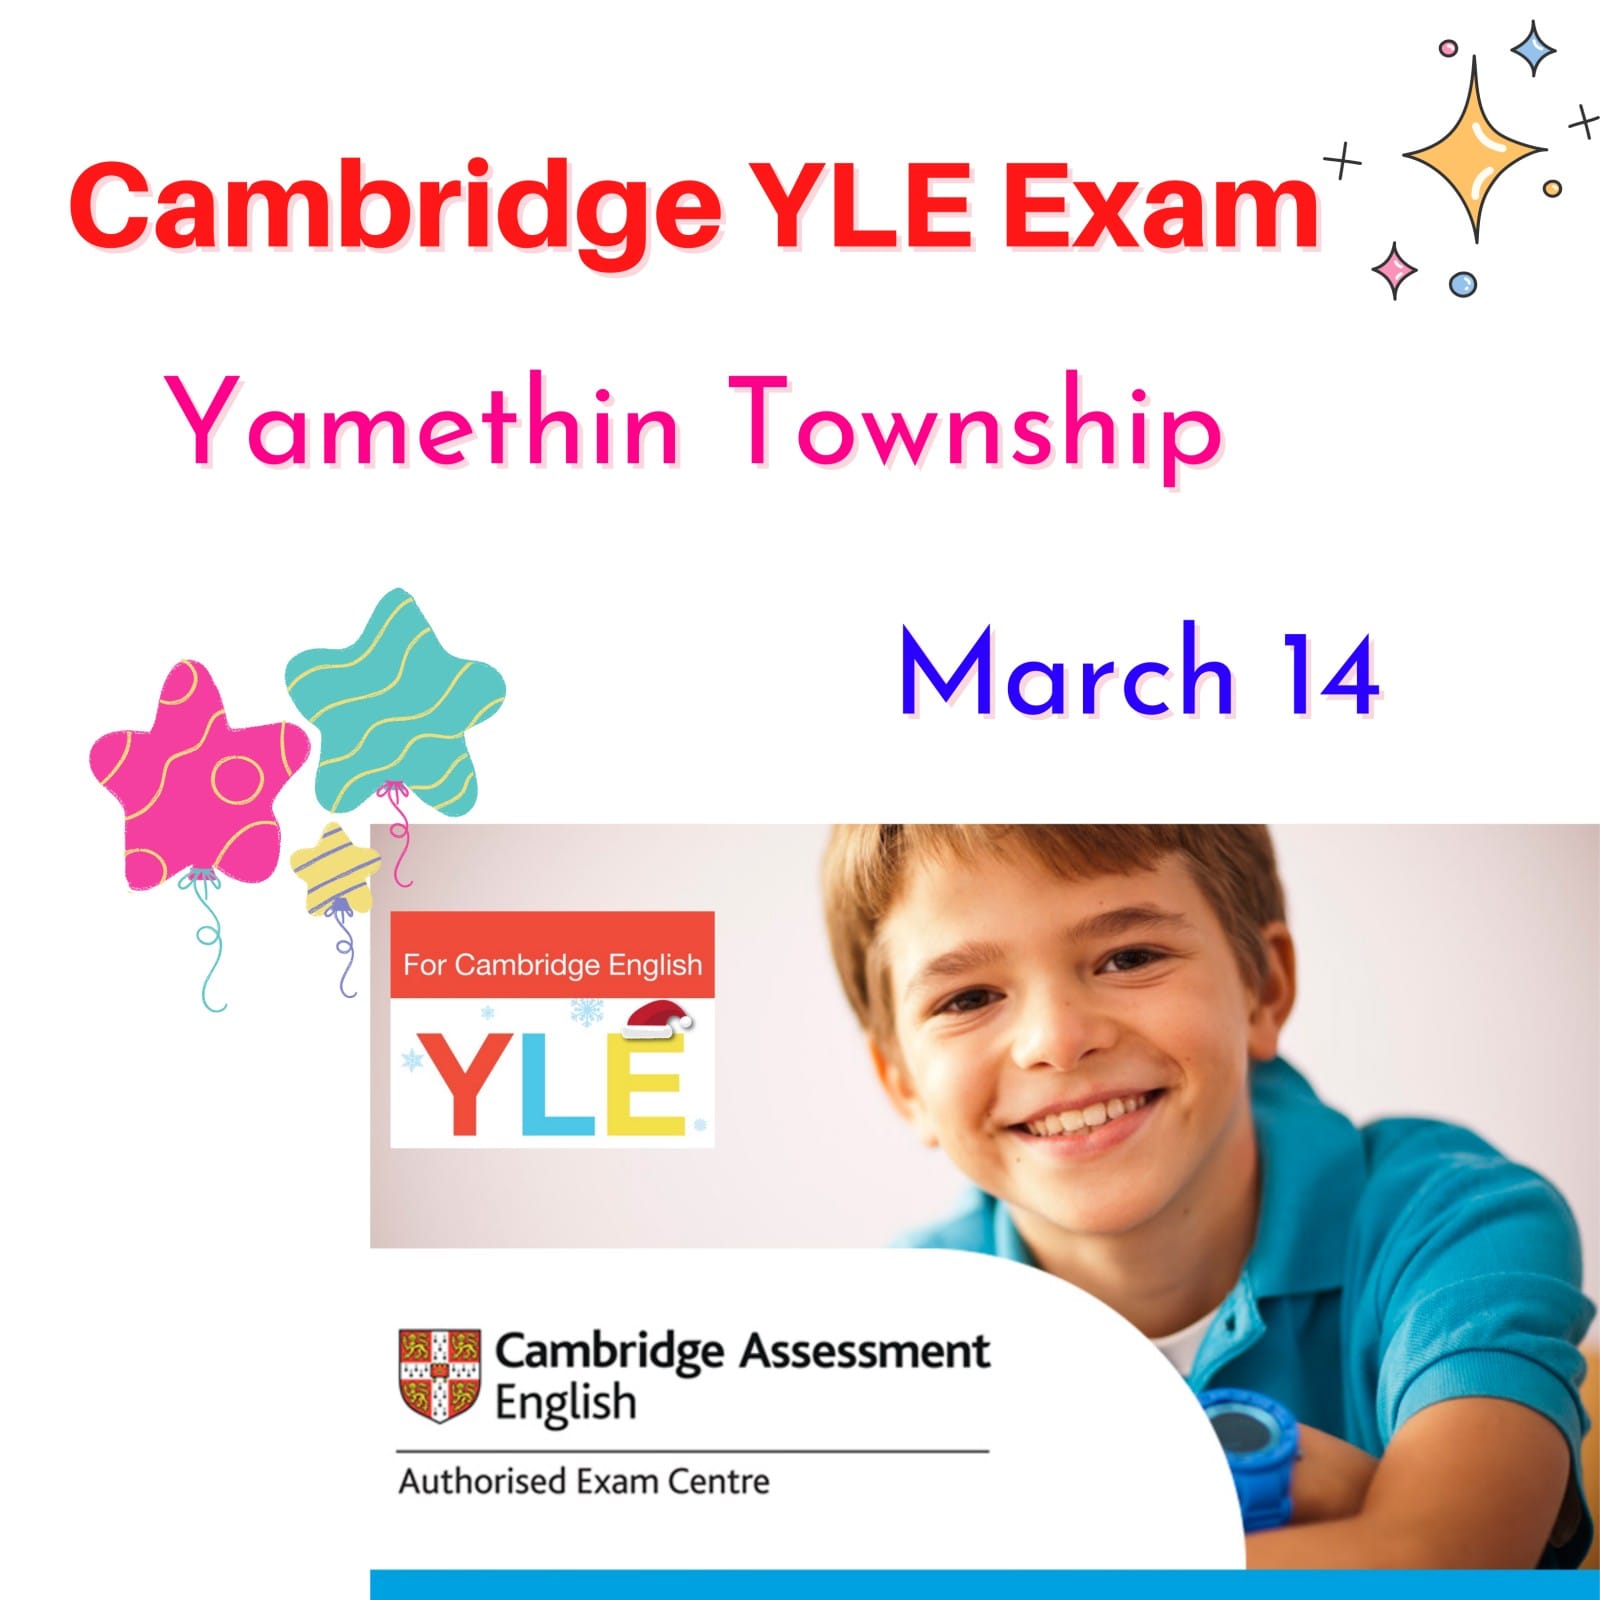 Cambridge YLE Exam
Yamethin Township
March 14
For Cambridge English
YLE
Cambridge Assessment
English
Authorised Exam Centre